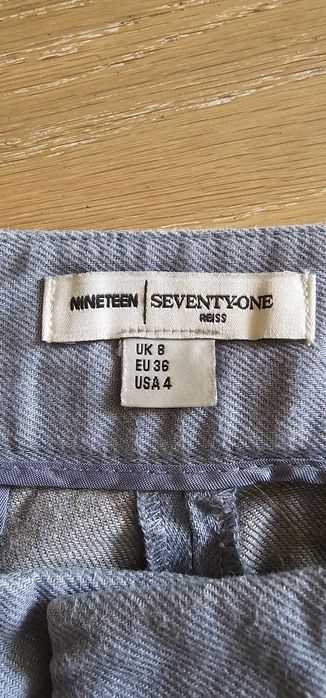 NINETEEN | SEVENTY-ONE
REISS
UK 8
EU 36
USA 4